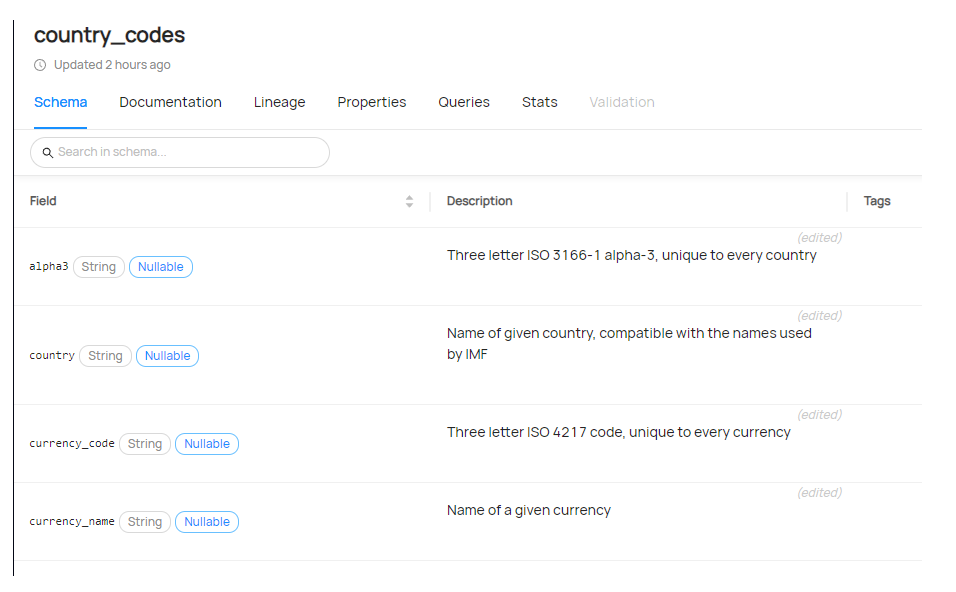 country_codes
Updated 2 hours ago
Schema Documentation Lineage Properties Queries Stats Validation
Search in schema...
Field Description Tags
(edited)
alpha3 String Nullable Three letter ISO 3166-1 alpha-3, unique to every country
(edited)
Name of given country, compatible with the names used
country String Nullable by IMF
(edited)
currency_code String Nullable Three letter ISO 4217 code, unique to every currency
(edited)
currency_name String Nullable Name of a given currency